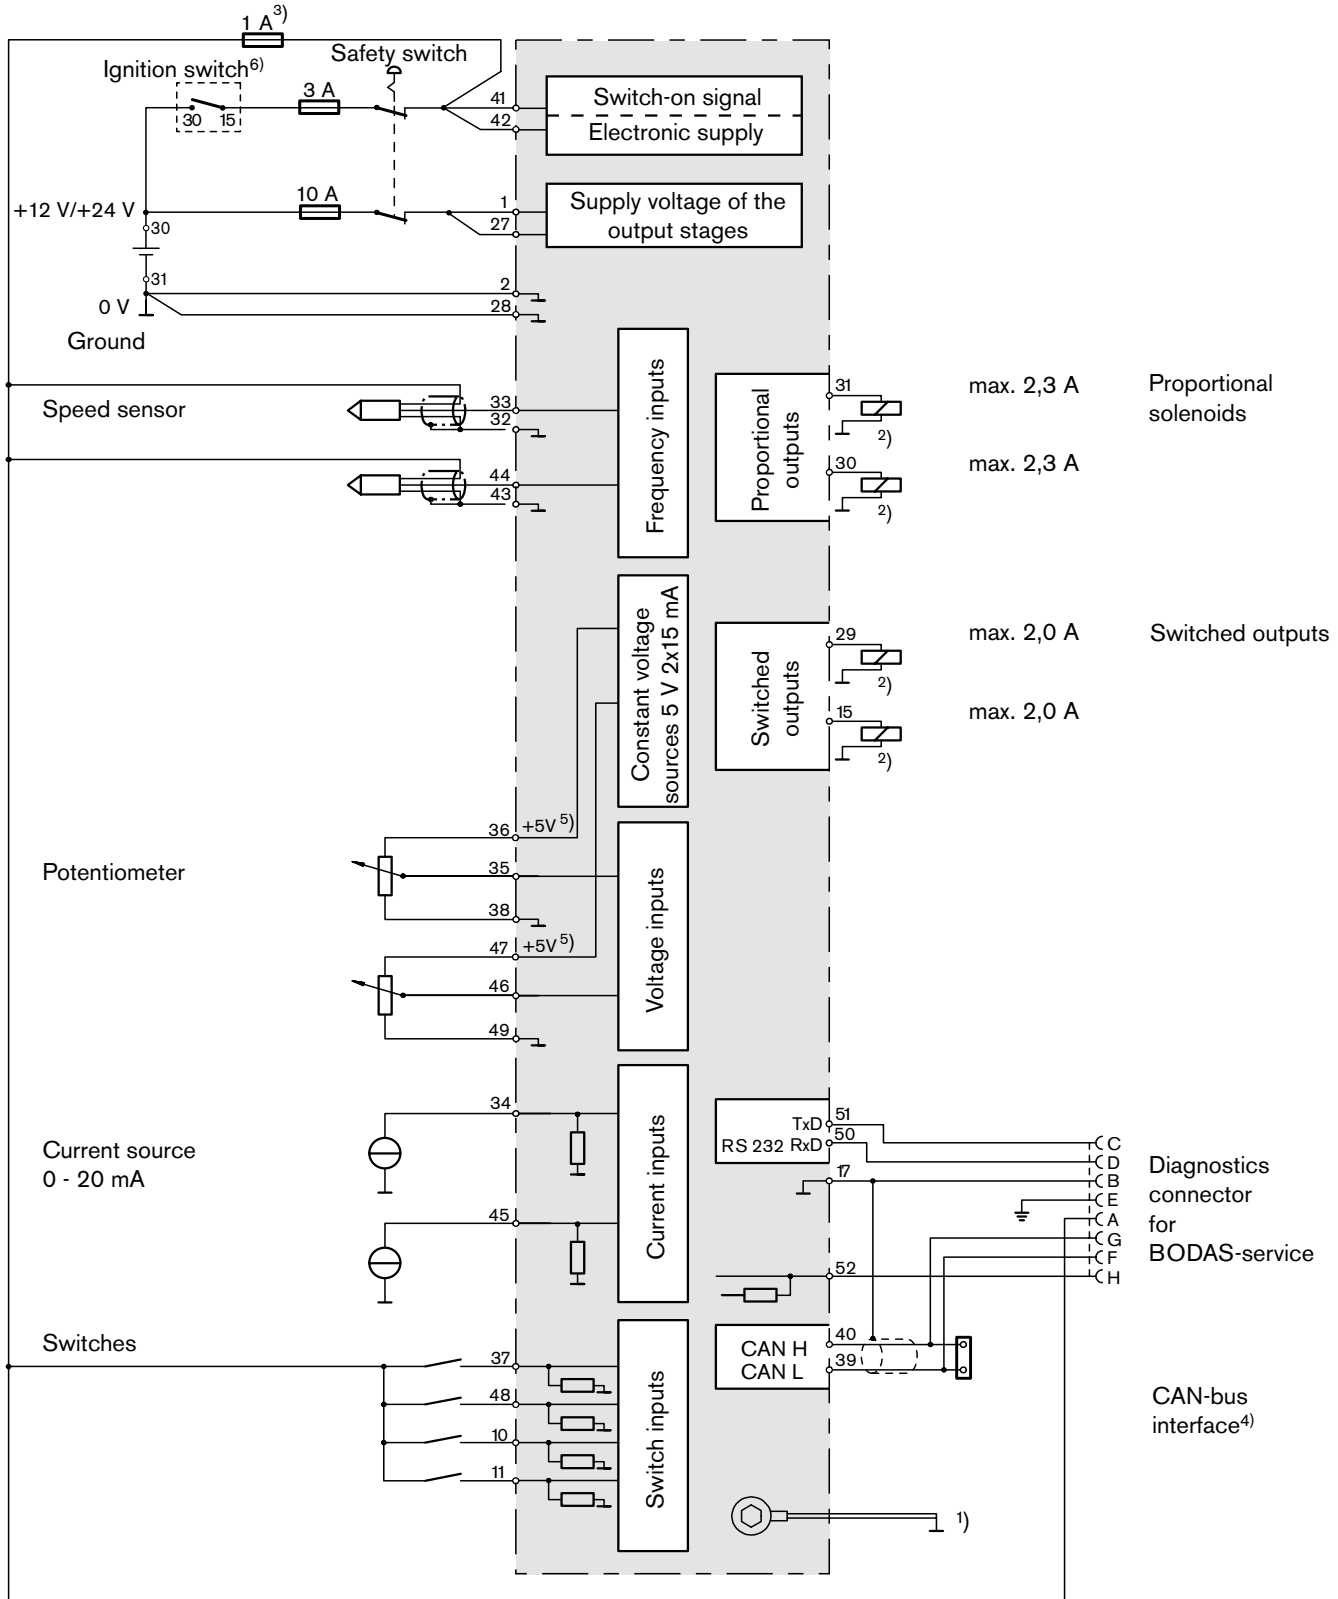 1 A3)
Safety switch
Ignition switch6)
3 A
30 15
41
42
Switch-on signal
Electronic supply
10 A
+12 V/+24 V
30
1
27
Supply voltage of the
output stages
31
0 V
2
28
Ground
Speed sensor
33
32
44
43
Frequency inputs
Proportional
outputs
31
2)
30
2)
max. 2,3 A
max. 2,3 A
Proportional
solenoids
Constant voltage
sources 5 V 2x15 mA
Switched
outputs
29
2)
15
2)
max. 2,0 A
max. 2,0 A
Switched outputs
Potentiometer
36
+5V 5)
35
38
47
+5V 5)
46
49
Voltage inputs
Current source
0 - 20 mA
34
45
Current inputs
TxD
RS 232 RxD
51
50
17
52
C
D
B
E
A
G
F
H
Diagnostics
connector
for
BODAS-service
Switches
37
48
10
11
Switch inputs
CAN H
CAN L
40
39
CAN-bus
interface4)
1)